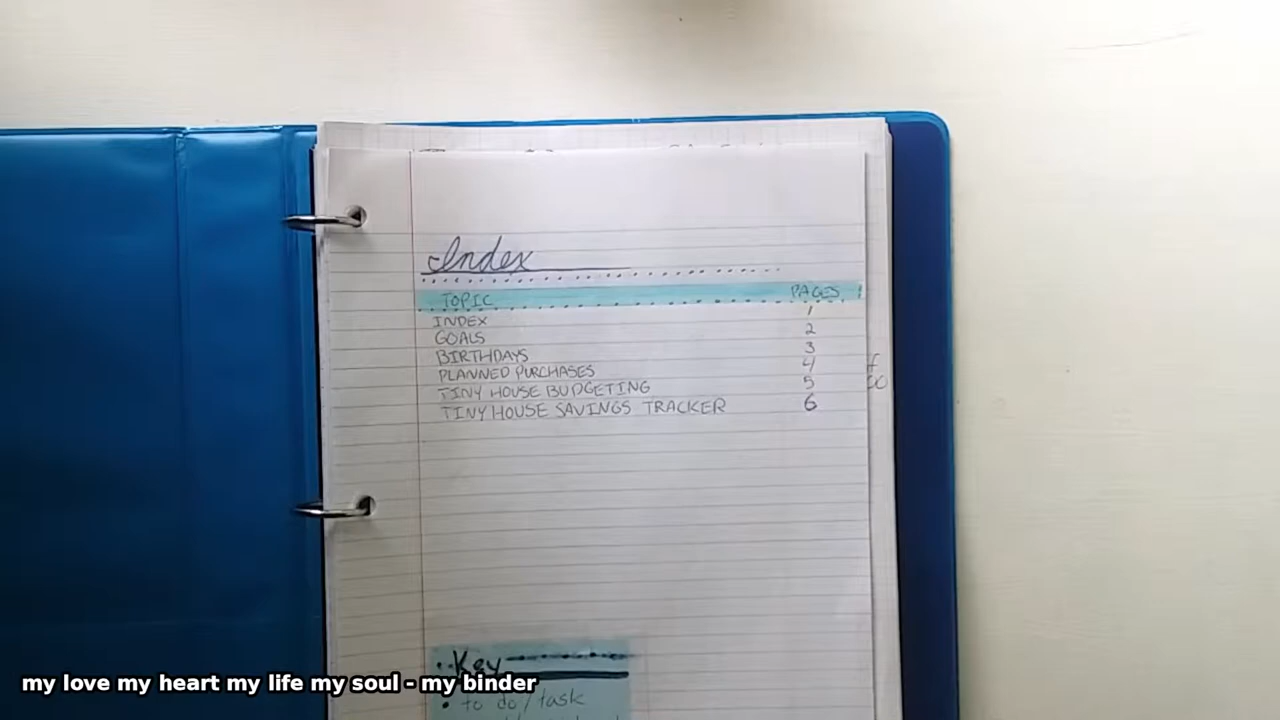 Index
TOPIC PAGES
INDEX 1
GOALS 2
BIRTHDAYS 3
PLANNED PURCHASES 4
TINY HOUSE BUDGETING 5
TINY HOUSE SAVINGS TRACKER 6
Key
• to do / task
my love my heart my life my soul - my binder